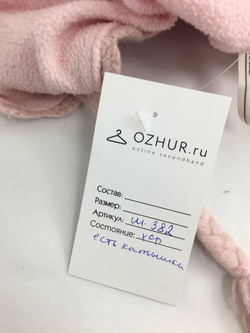 OZHUR.ru
online secondhand
Состав:
Размер:
Артикул: Ш-382
Состояние: хор
есть катышки